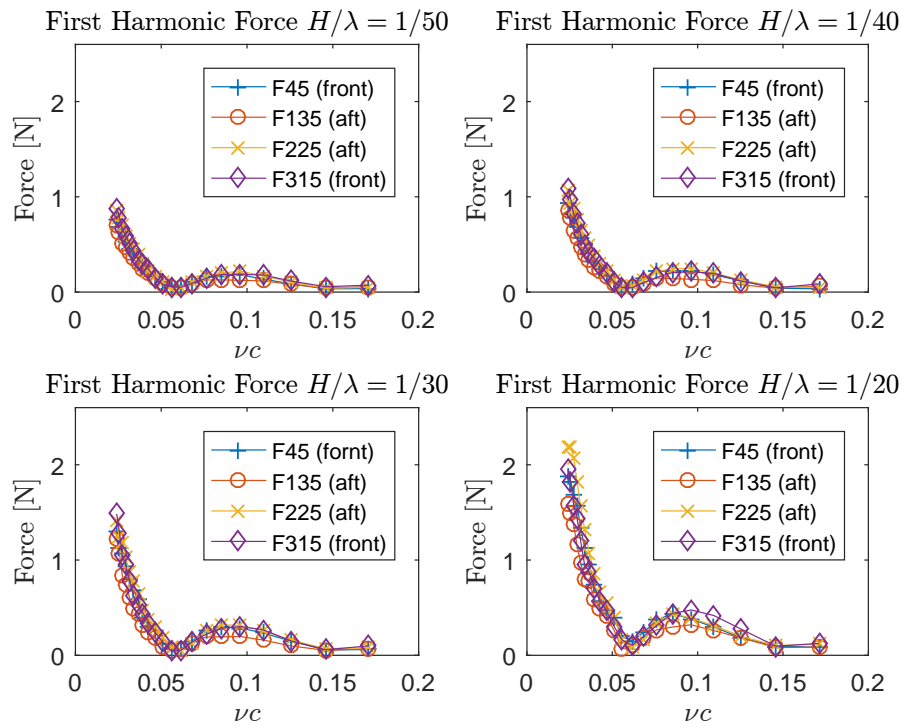 First Harmonic Force H/λ = 1/50
Force [N]
2
1
0
0 0.05 0.1 0.15 0.2
νc
F45 (front)
F135 (aft)
F225 (aft)
F315 (front)
First Harmonic Force H/λ = 1/40
Force [N]
2
1
0
0 0.05 0.1 0.15 0.2
νc
F45 (front)
F135 (aft)
F225 (aft)
F315 (front)
First Harmonic Force H/λ = 1/30
Force [N]
2
1
0
0 0.05 0.1 0.15 0.2
νc
F45 (fornt)
F135 (aft)
F225 (aft)
F315 (front)
First Harmonic Force H/λ = 1/20
Force [N]
2
1
0
0 0.05 0.1 0.15 0.2
νc
F45 (front)
F135 (aft)
F225 (aft)
F315 (front)